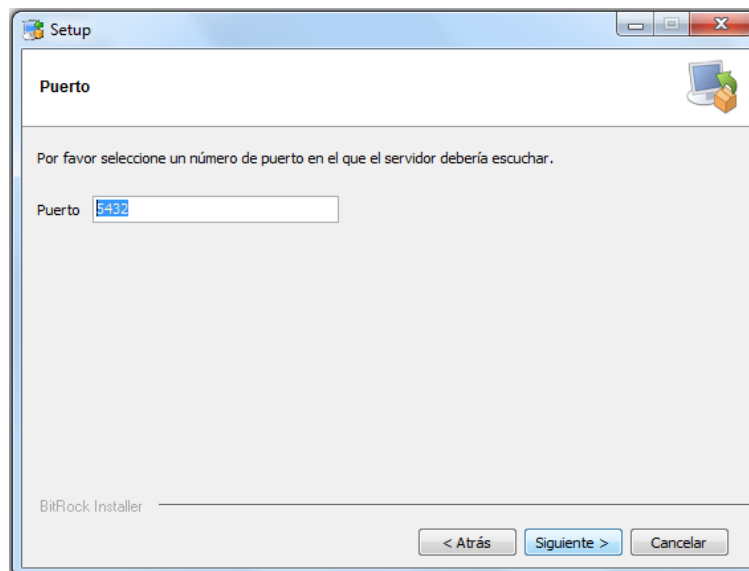 Setup
Puerto
Por favor seleccione un número de puerto en el que el servidor debería escuchar.
Puerto 5432
BitRock Installer
< Atrás Siguiente > Cancelar